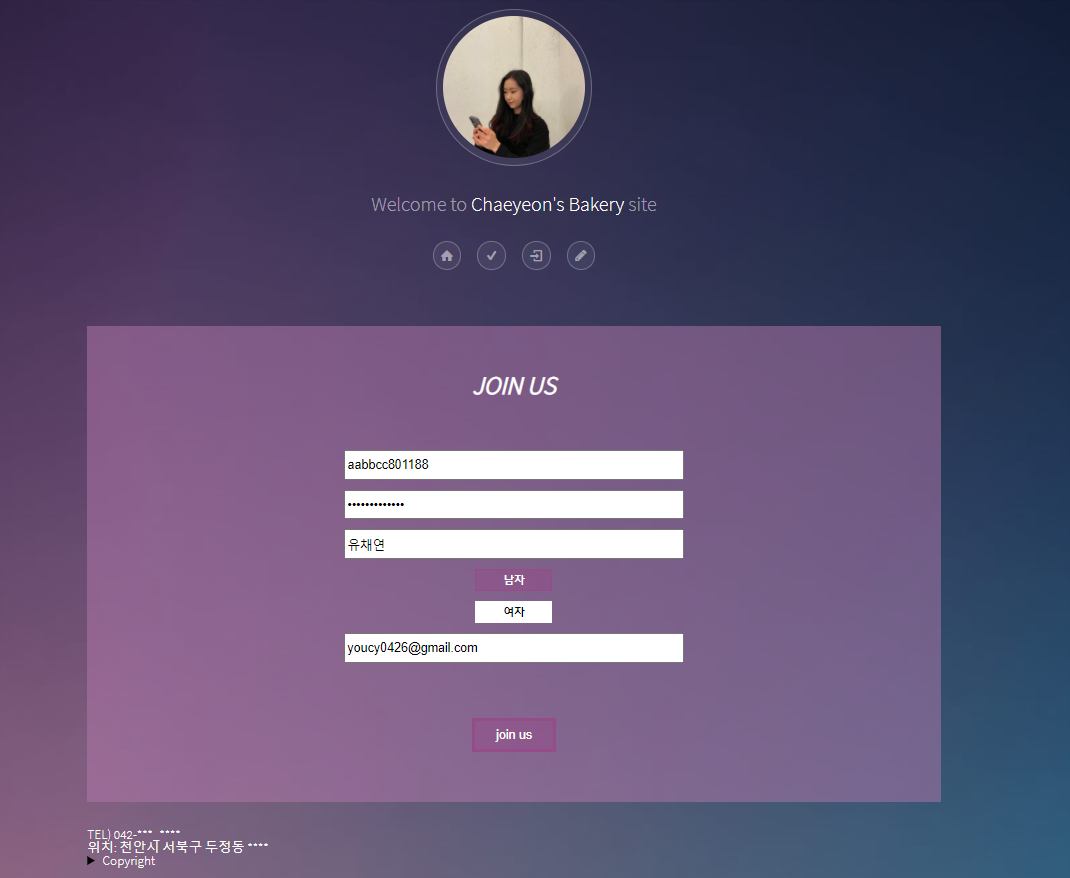 Welcome to Chaeyeon's Bakery site
JOIN US
aabbcc801188
•••••••••••••
유채연
남자
여자
youcy0426@gmail.com
join us
TEL) 042-***_****
위치: 천안시 서북구 두정동 ****
▶ Copyright